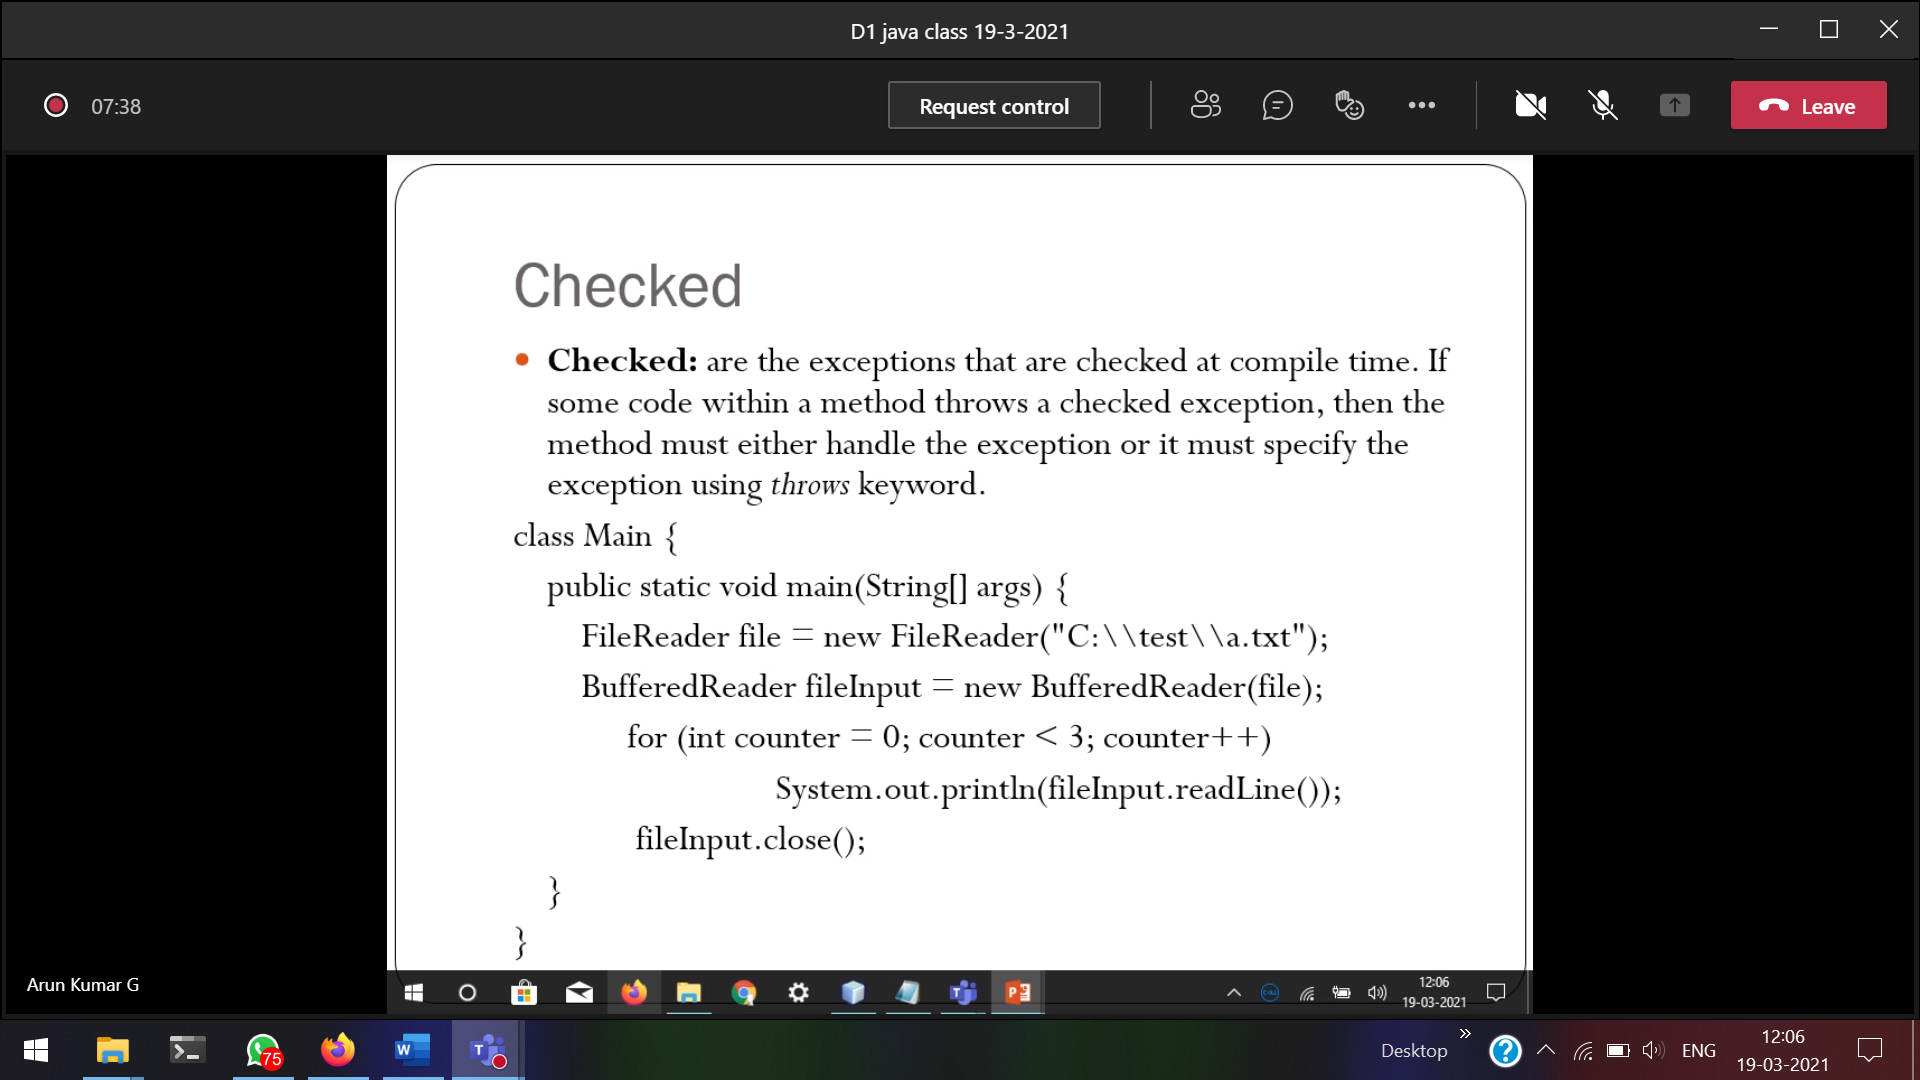 D1 java class 19-3-2021
07:38
Request control
Leave
Checked
• Checked: are the exceptions that are checked at compile time. If
some code within a method throws a checked exception, then the
method must either handle the exception or it must specify the
exception using throws keyword.
class Main {
public static void main(String[] args) {
FileReader file = new FileReader("C:\\test\\a.txt");
BufferedReader fileInput = new BufferedReader(file);
for (int counter = 0; counter < 3; counter++)
System.out.println(fileInput.readLine());
fileInput.close();
}
}
Arun Kumar G
12:06
19-03-2021
75
Desktop
ENG
12:06
19-03-2021